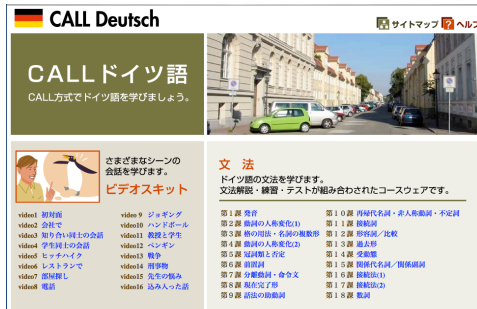 CALL Deutsch
サイトマップ
ヘルプ
CALLドイツ語
CALL方式でドイツ語を学びましょう。
さまざまなシーンの
会話を学びます。
ビデオスキット
video1 初対面
video2 会社で
video3 知り合い同士の会話
video4 学生同士の会話
video5 ヒッチハイク
video6 レストランで
video7 部屋探し
video8 電話
video 9 ジョギング
video10 ハンドボール
video11 教授と学生
video12 ペンギン
video13 戦争
video14 刑事物
video15 先生の悩み
video16 込み入った話
文 法
ドイツ語の文法を学びます。
文法解説・練習・テストが組み合わされたコースウェアです。
第1課 発音
第2課 動詞の人称変化(1)
第3課 格の用法・名詞の複数形
第4課 動詞の人称変化(2)
第5課 冠詞類と否定
第6課 前置詞
第7課 分離動詞・命令文
第8課 現在完了形
第9課 話法の助動詞
第10課 再帰代名詞・非人称動詞・不定詞
第11課 接続詞
第12課 形容詞／比較
第13課 過去形
第14課 受動態
第15課 関係代名詞／関係副詞
第16課 接続法(1)
第17課 接続法(2)
第18課 数詞